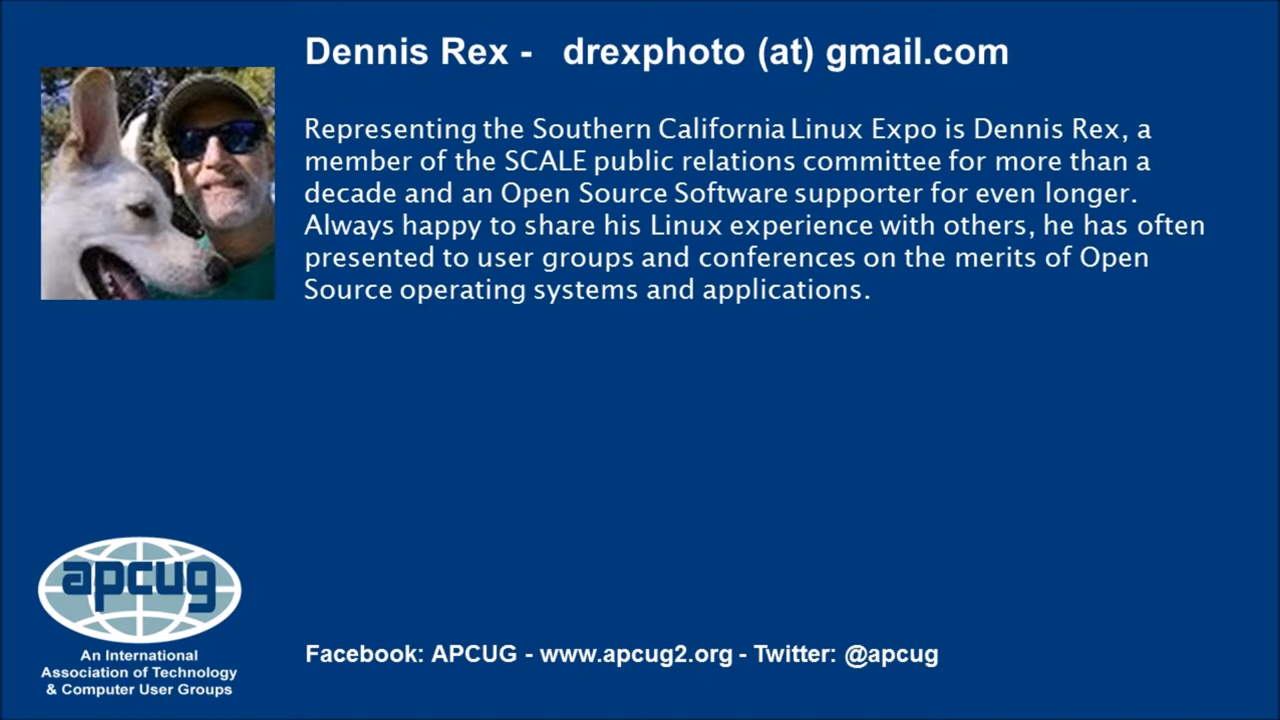 Dennis Rex - drexphoto (at) gmail.com
Representing the Southern California Linux Expo is Dennis Rex, a
member of the SCALE public relations committee for more than a
decade and an Open Source Software supporter for even longer.
Always happy to share his Linux experience with others, he has often
presented to user groups and conferences on the merits of Open
Source operating systems and applications.
apcug
An International
Association of Technology
& Computer User Groups
Facebook: APCUG - www.apcug2.org - Twitter: @apcug